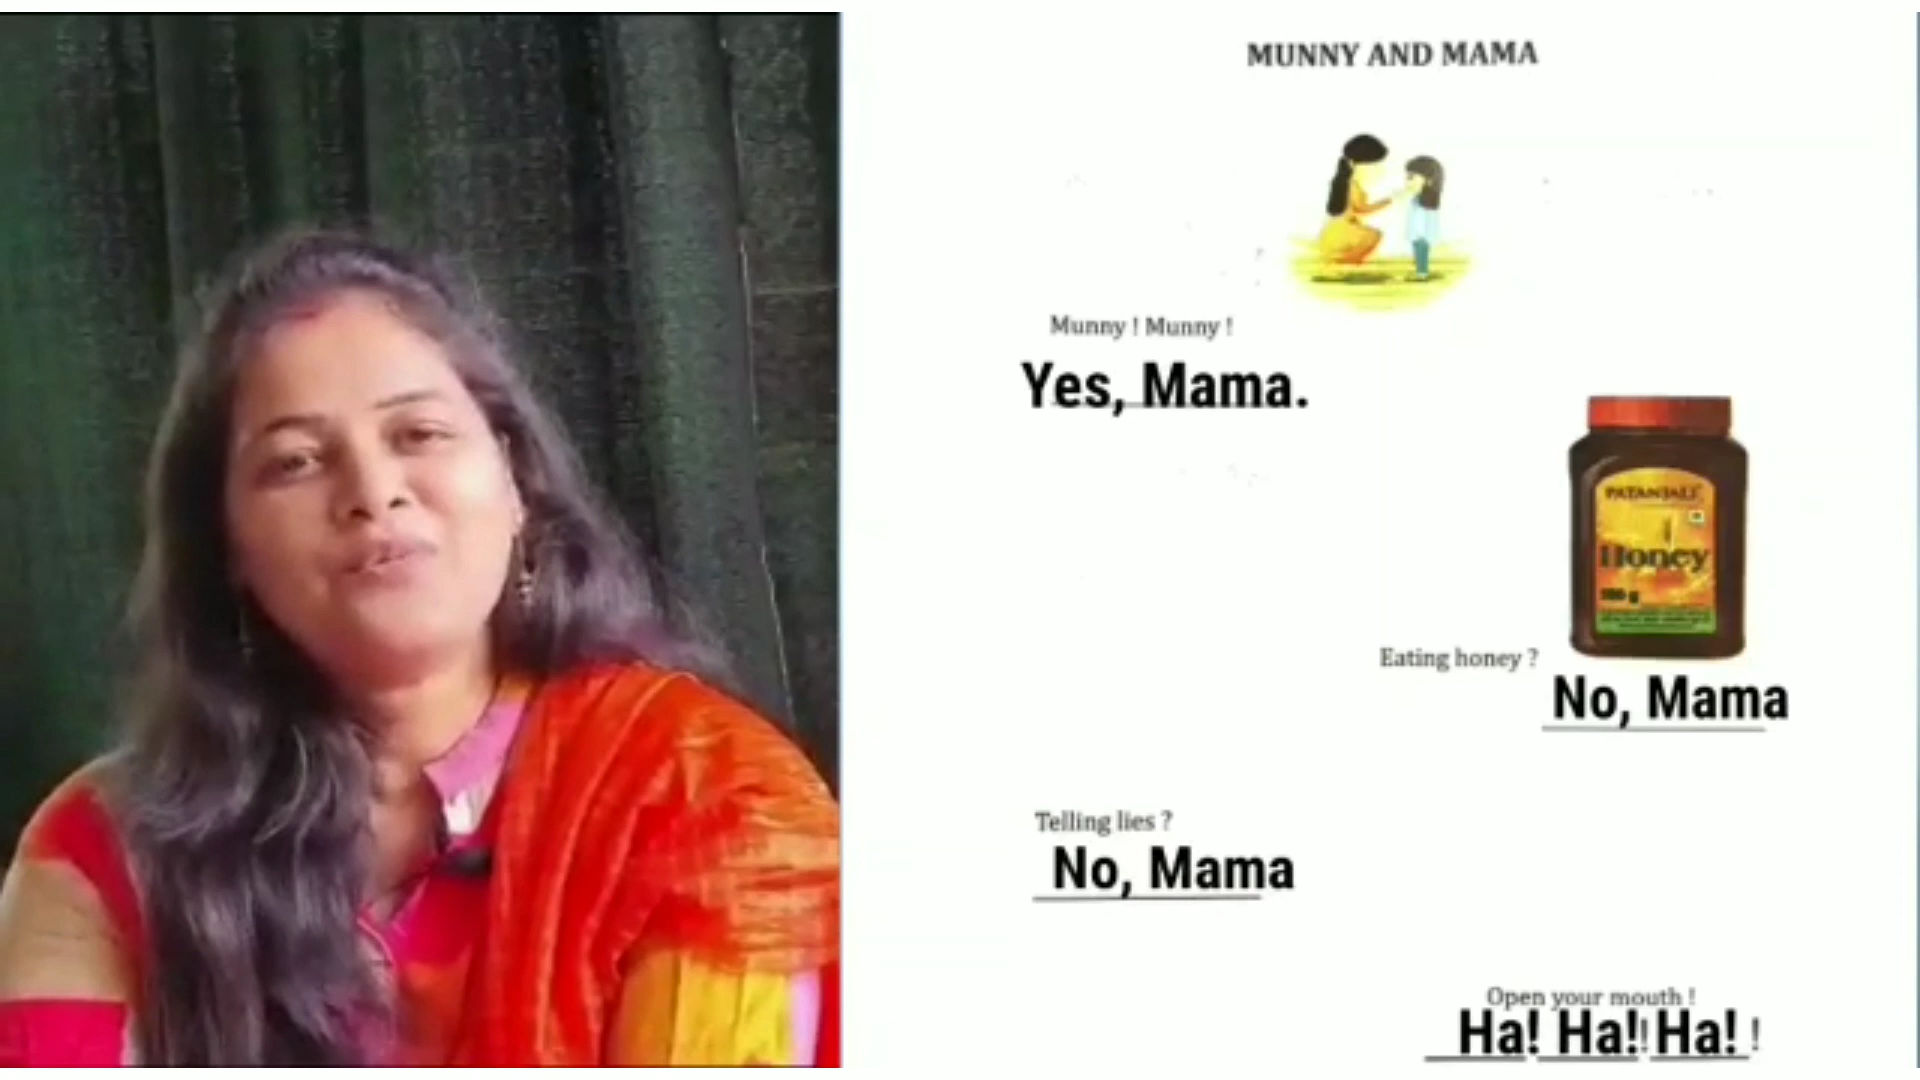 MUNNY AND MAMA
Munny ! Munny !
Yes, Mama.
PATANJALI
Honey
Eating honey ?
No, Mama
Telling lies ?
No, Mama
Open your mouth !
Ha! Ha!! Ha! !